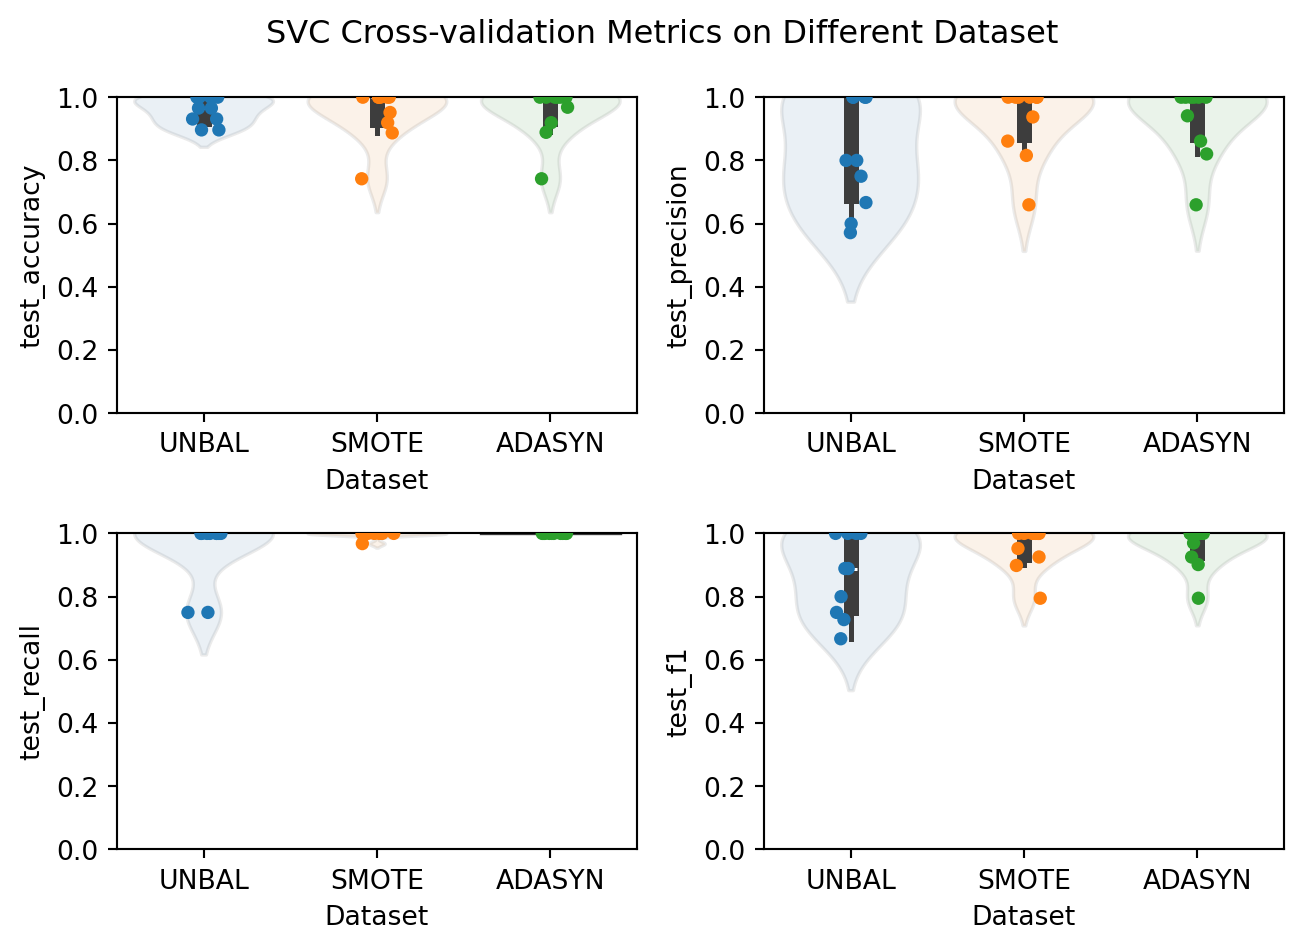 SVC Cross-validation Metrics on Different Dataset
test_accuracy
1.0
0.8
0.6
0.4
0.2
0.0
UNBAL SMOTE ADASYN
Dataset
test_precision
1.0
0.8
0.6
0.4
0.2
0.0
UNBAL SMOTE ADASYN
Dataset
test_recall
1.0
0.8
0.6
0.4
0.2
0.0
UNBAL SMOTE ADASYN
Dataset
test_f1
1.0
0.8
0.6
0.4
0.2
0.0
UNBAL SMOTE ADASYN
Dataset